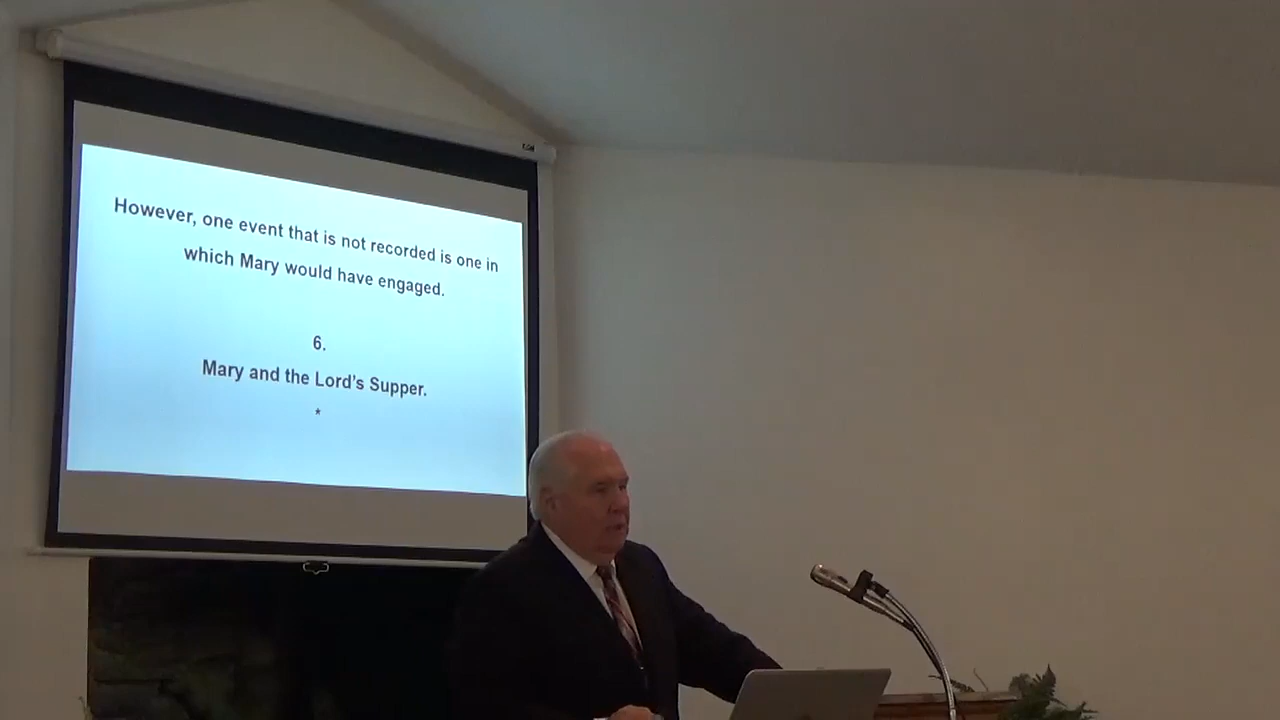 However, one event that is not recorded is one in
which Mary would have engaged.
6.
Mary and the Lord's Supper.
*